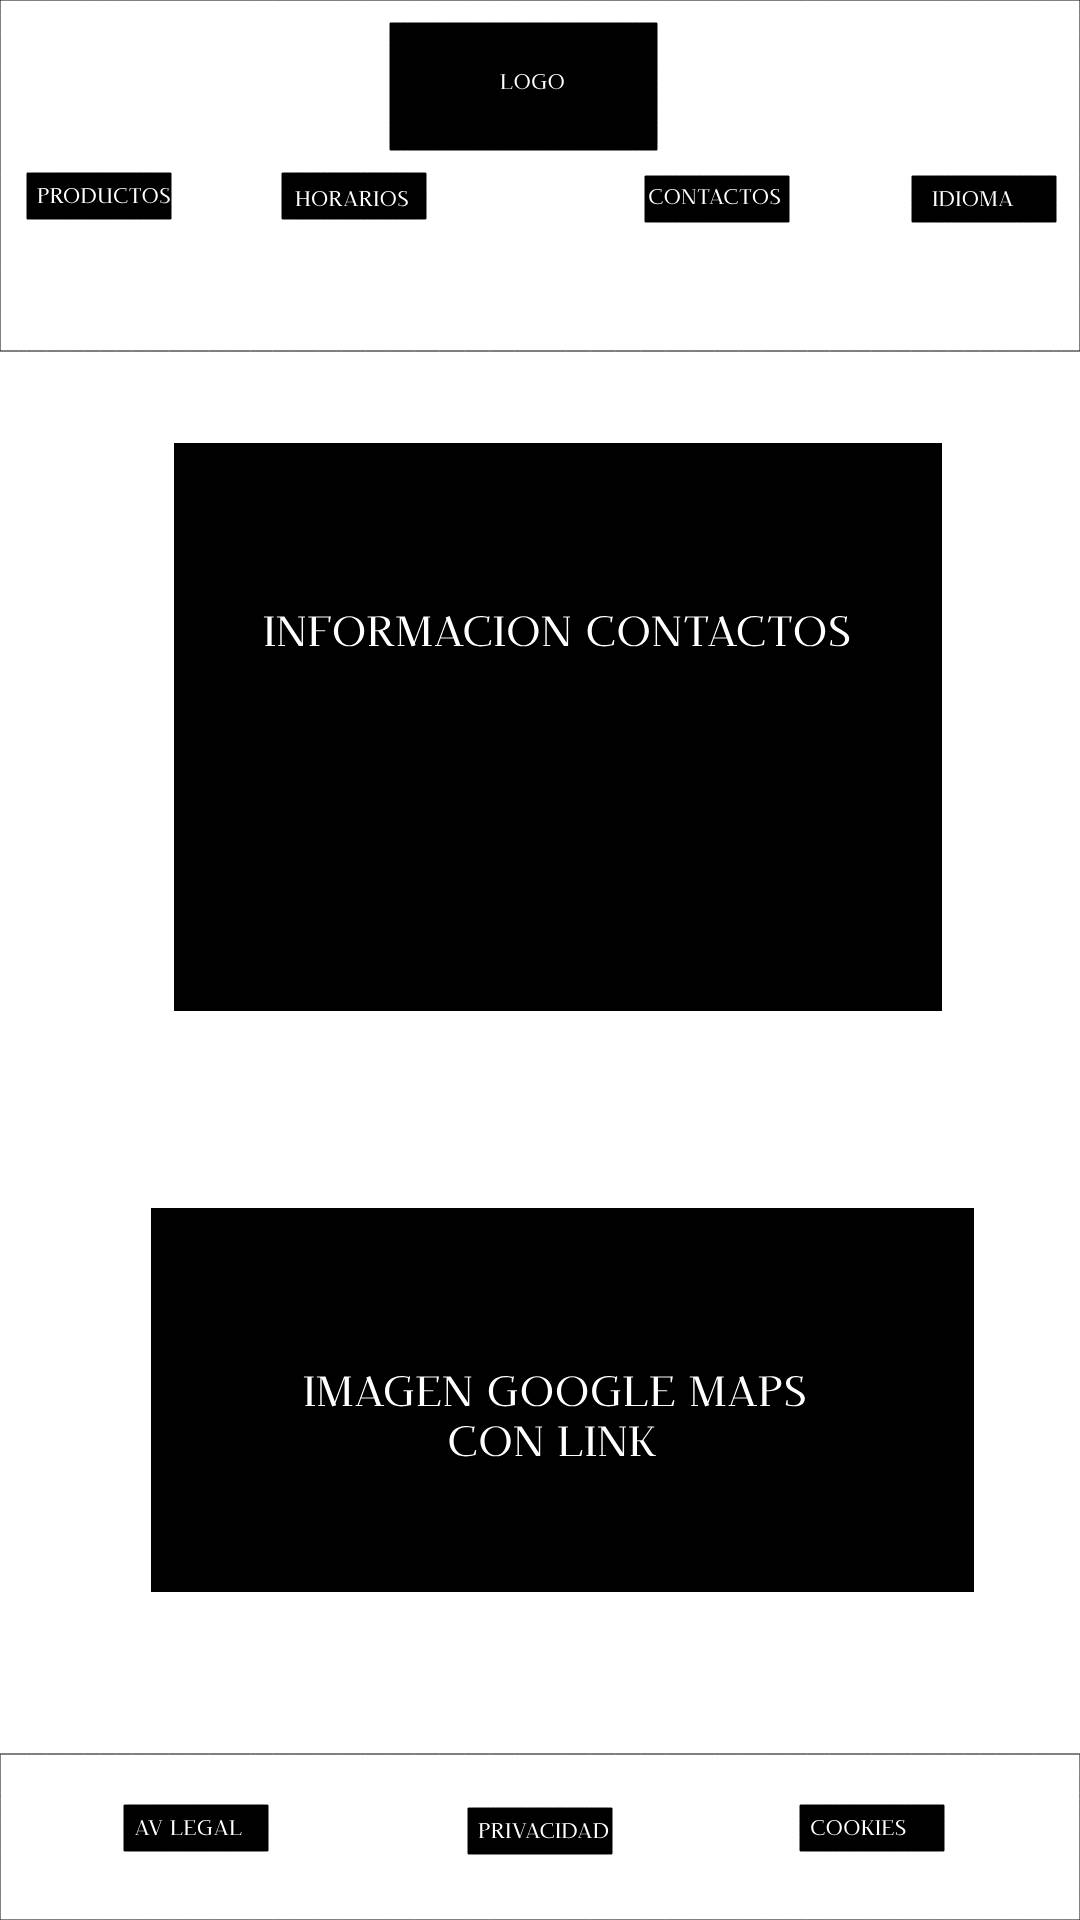 LOGO
PRODUCTOS
HORARIOS
CONTACTOS
IDIOMA
INFORMACION CONTACTOS
IMAGEN GOOGLE MAPS
CON LINK
AV LEGAL
PRIVACIDAD
COOKIES